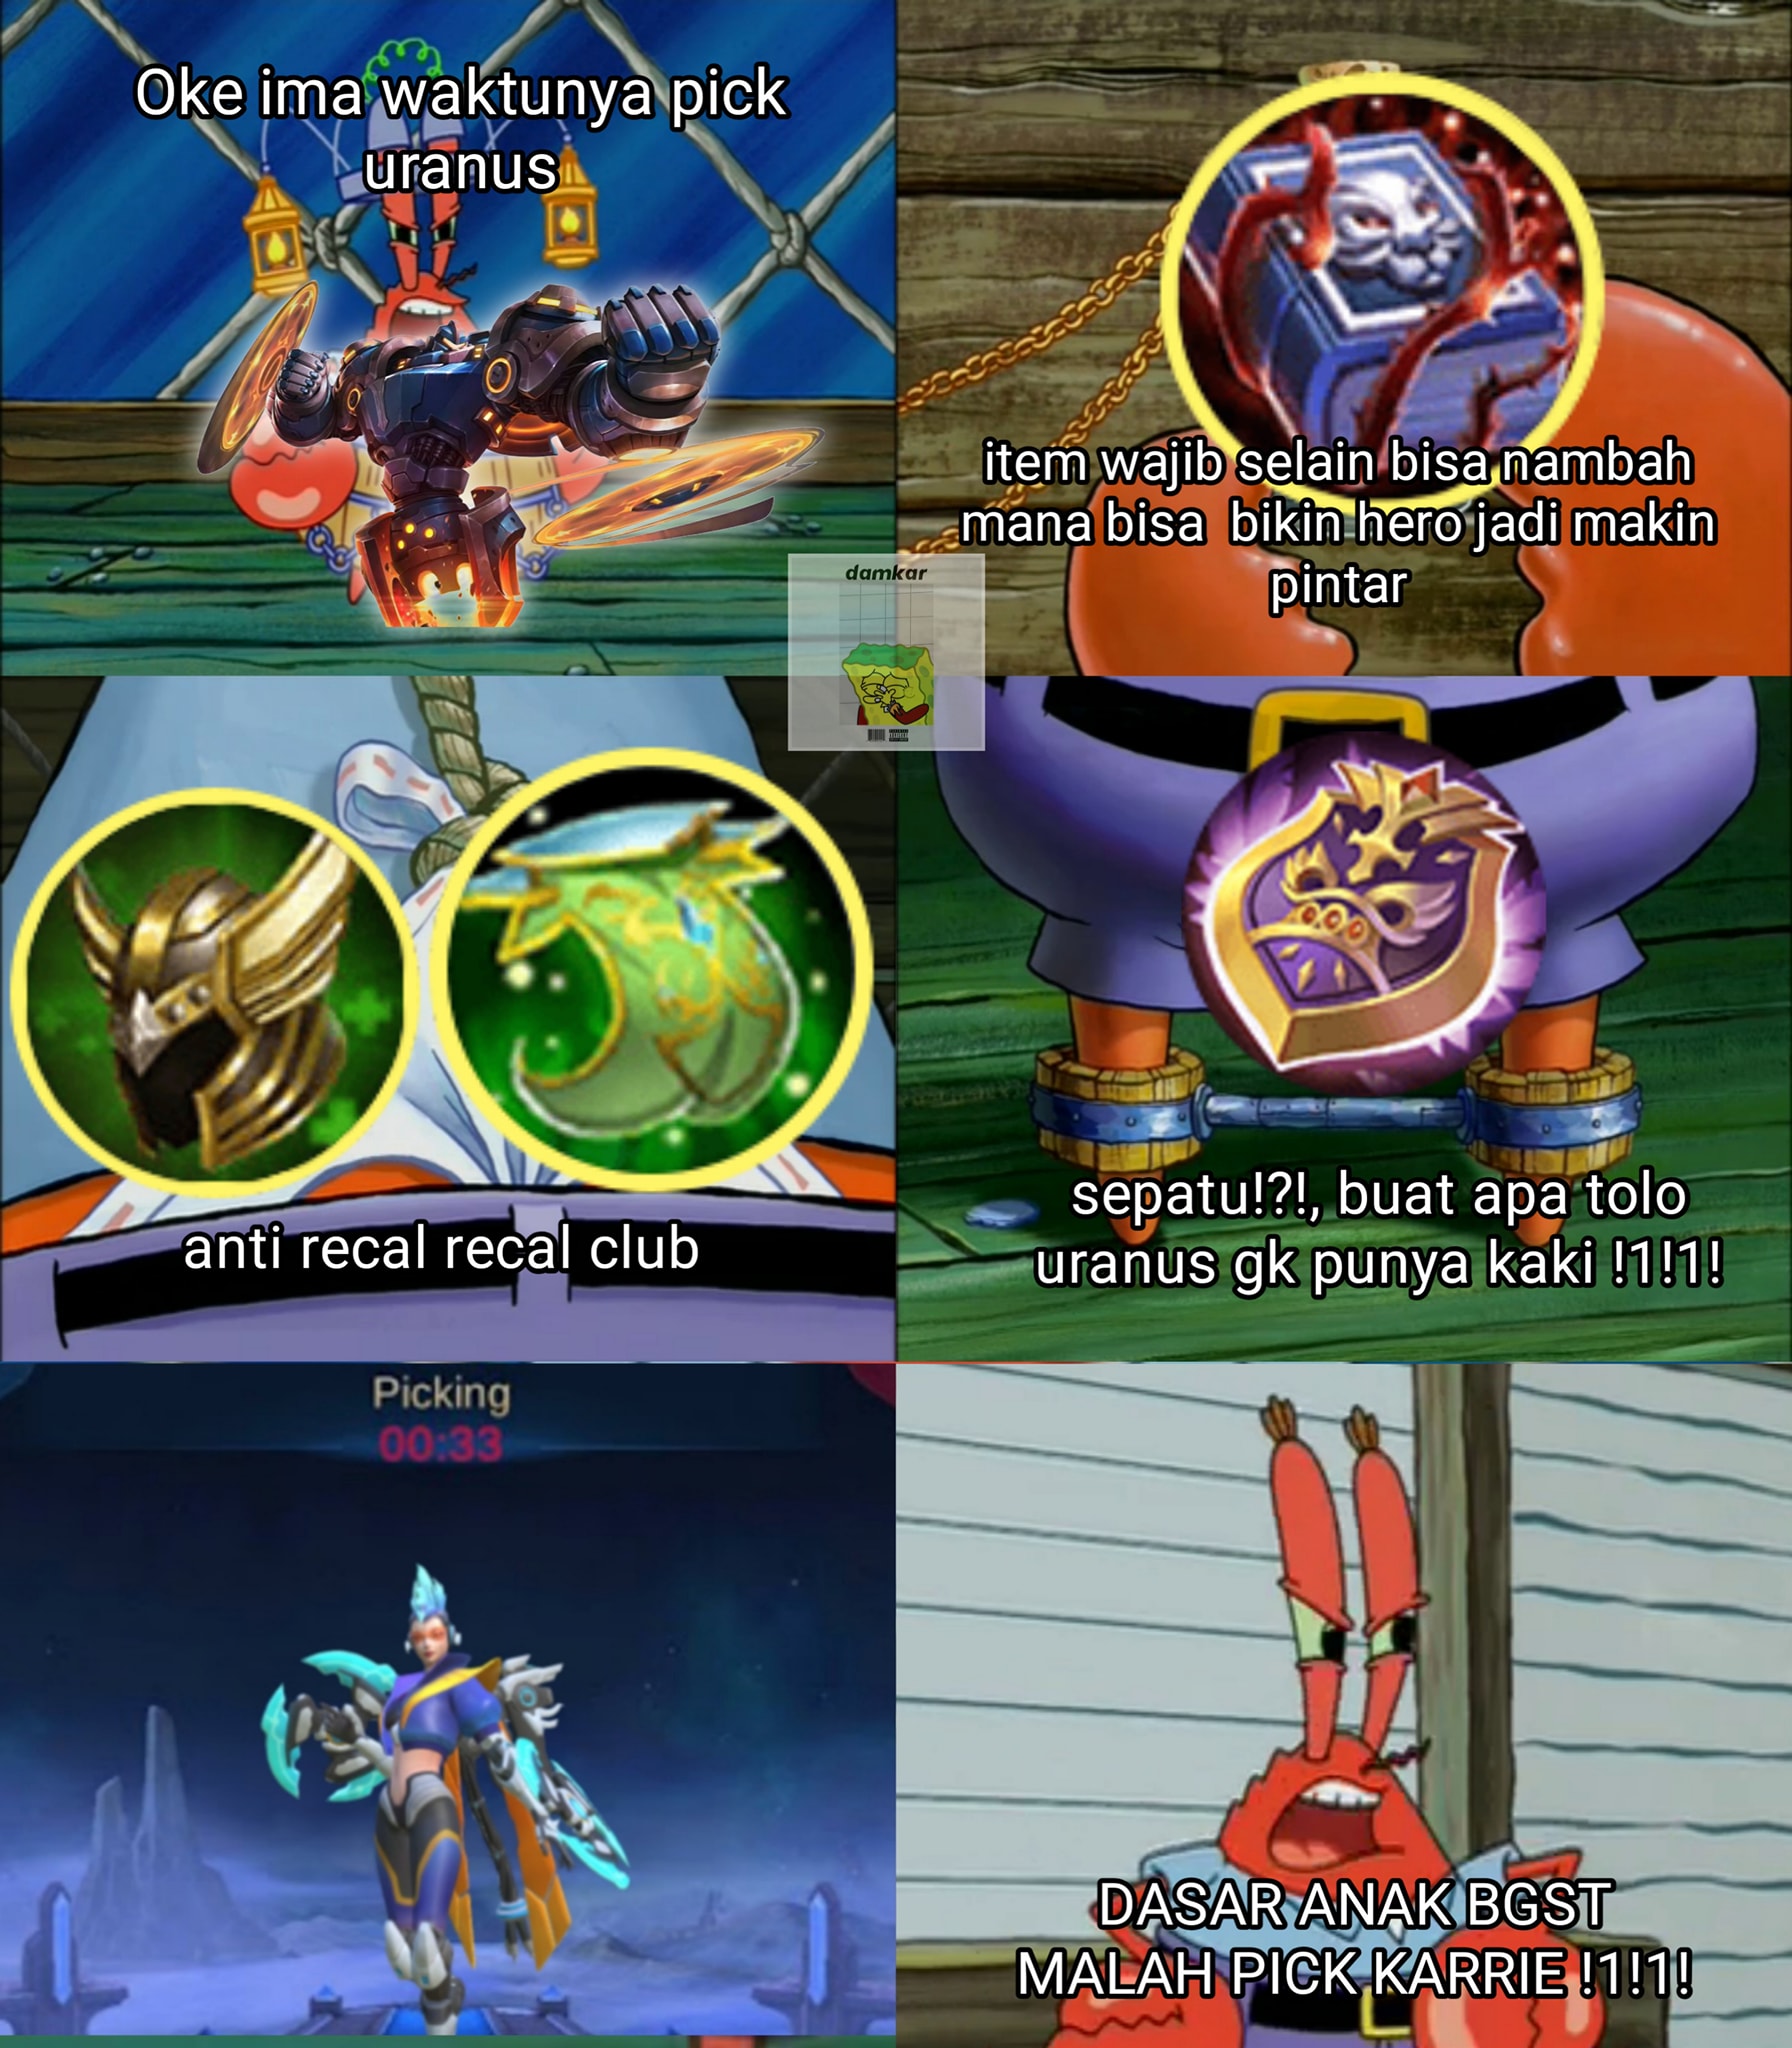 Oke ima waktunya pick
uranus
item wajib selain bisa nambah
mana bisa  bikin hero jadi makin
pintar
damkar
anti recal recal club
sepatu!?!, buat apa tolo
uranus gk punya kaki !1!1!
Picking
00:33
DASAR ANAK BGST
MALAH PICK KARRIE !1!1!